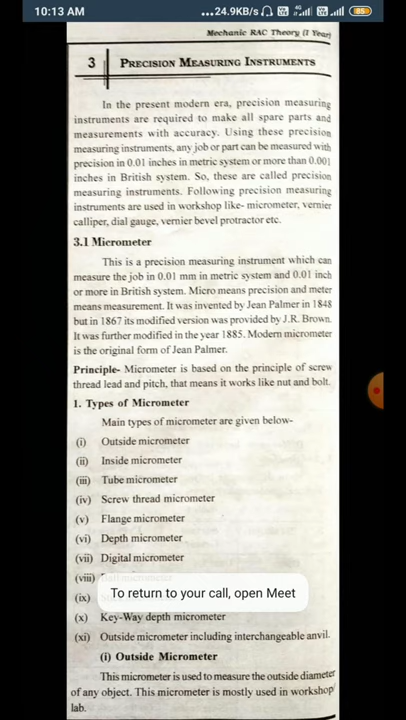 10:13 AM
...24.9KB/s
85
Mechanic RAC Theory (I Year)
3 PRECISION MEASURING INSTRUMENTS
In the present modern era, precision measuring
instruments are required to make all spare parts and
measurements with accuracy. Using these precision
measuring instruments, any job or part can be measured with
precision in 0.01 inches in metric system or more than 0.001
inches in British system. So, these are called precision
measuring instruments. Following precision measuring
instruments are used in workshop like- micrometer, vernier
calliper, dial gauge, vernier bevel protractor etc.
3.1 Micrometer
This is a precision measuring instrument which can
measure the job in 0.01 mm in metric system and 0.01 inch
or more in British system. Micro means precision and meter
means measurement. It was invented by Jean Palmer in 1848
but in 1867 its modified version was provided by J.R. Brown.
It was further modified in the year 1885. Modern micrometer
is the original form of Jean Palmer.
Principle- Micrometer is based on the principle of screw
thread lead and pitch, that means it works like nut and bolt.
1. Types of Micrometer
Main types of micrometer are given below-
(i) Outside micrometer
(ii) Inside micrometer
(iii) Tube micrometer
(iv) Screw thread micrometer
(v) Flange micrometer
(vi) Depth micrometer
(vii) Digital micrometer
(viii)
To return to your call, open Meet
(ix)
(x) Key-Way depth micrometer
(xi) Outside micrometer including interchangeable anvil.
(i) Outside Micrometer
This micrometer is used to measure the outside diameter
of any object. This micrometer is mostly used in workshop/
lab.